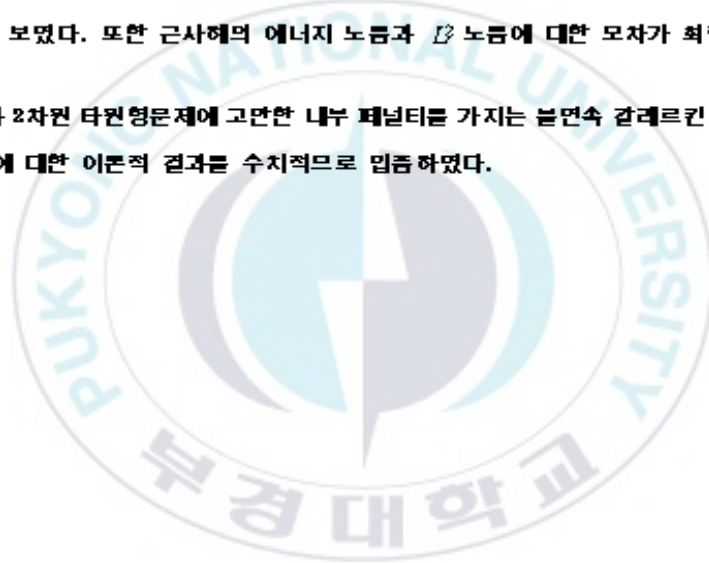 보였다. 또한 근사해의 에너지 노름과 L² 노름에 대한 오차가 최
2차원 타원형문제에 고안한 내부 페널티를 가지는 불연속 갈레르킨
에 대한 이론적 결과를 수치적으로 입증하였다.
PUKYONG NATIONAL UNIVERSITY
부경대학교